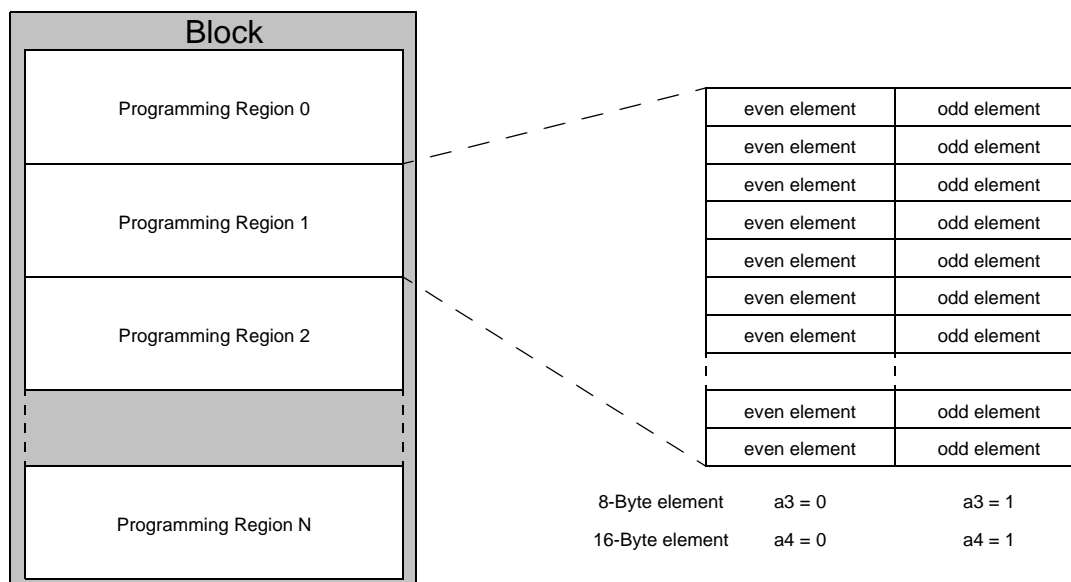 Block
Programming Region 0
Programming Region 1
Programming Region 2
Programming Region N
even element odd element
even element odd element
even element odd element
even element odd element
even element odd element
even element odd element
even element odd element
even element odd element
even element odd element
8-Byte element a3 = 0 a3 = 1
16-Byte element a4 = 0 a4 = 1